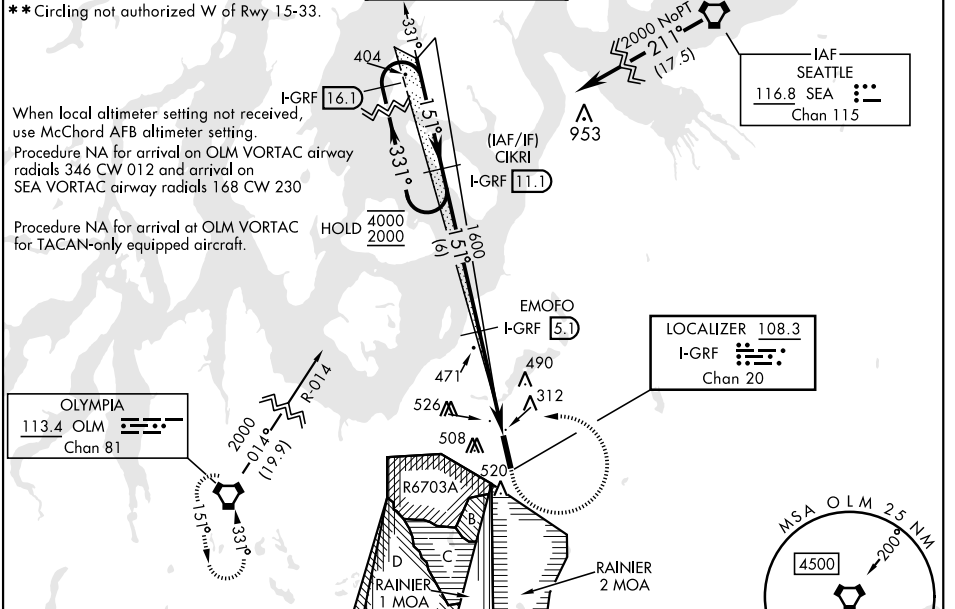 ** Circling not authorized W of Rwy 15-33.
331°
404
I-GRF 16.1
2000 NoPT
211°
(17.5)
IAF
SEATTLE
116.8 SEA
Chan 115
953
When local altimeter setting not received,
use McChord AFB altimeter setting.
Procedure NA for arrival on OLM VORTAC airway
radials 346 CW 012 and arrival on
SEA VORTAC airway radials 168 CW 230
Procedure NA for arrival at OLM VORTAC
for TACAN-only equipped aircraft.
151°
331°
(IAF/IF)
CIKRI
I-GRF 11.1
HOLD 4000
2000
1600
151°
(6)
EMOFO
I-GRF 5.1
LOCALIZER 108.3
I-GRF
Chan 20
471
490
312
526
508
520
OLYMPIA
113.4 OLM
Chan 81
R-014
2000
014°
(19.9)
151°
331°
R6703A
B
C
D
RAINIER
1 MOA
RAINIER
2 MOA
MSA OLM 25 NM
200°
4500